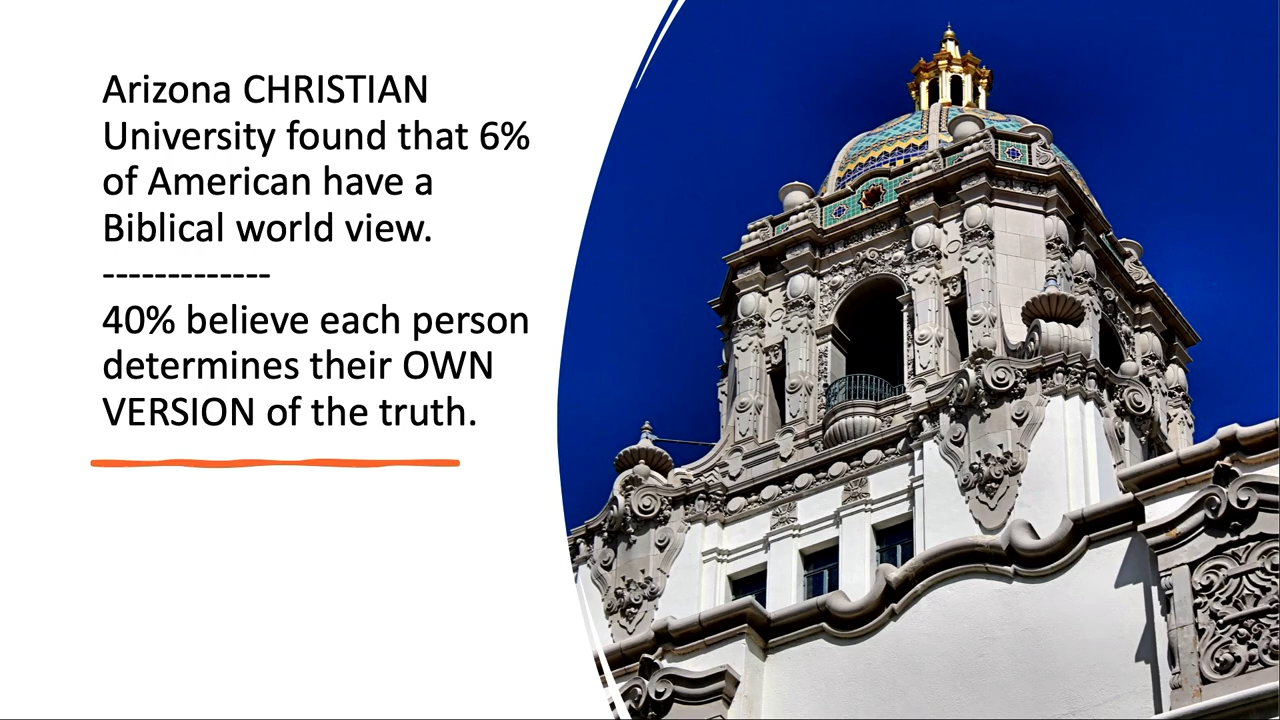 Arizona CHRISTIAN
University found that 6%
of American have a
Biblical world view.
-------------
40% believe each person
determines their OWN
VERSION of the truth.